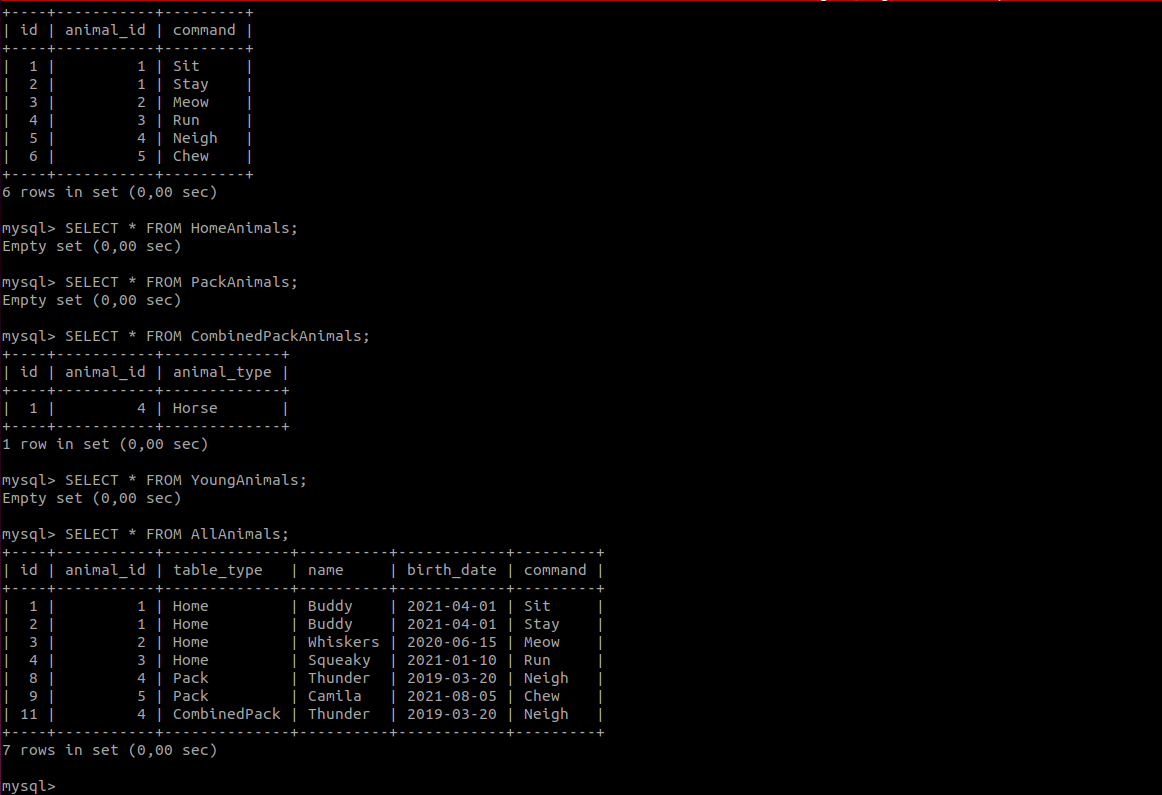 +----+-----------+---------+
| id | animal_id | command |
+----+-----------+---------+
|  1 |         1 | Sit     |
|  2 |         1 | Stay    |
|  3 |         2 | Meow    |
|  4 |         3 | Run     |
|  5 |         4 | Neigh   |
|  6 |         5 | Chew    |
+----+-----------+---------+
6 rows in set (0,00 sec)

mysql> SELECT * FROM HomeAnimals;
Empty set (0,00 sec)

mysql> SELECT * FROM PackAnimals;
Empty set (0,00 sec)

mysql> SELECT * FROM CombinedPackAnimals;
+----+-----------+-------------+
| id | animal_id | animal_type |
+----+-----------+-------------+
|  1 |         4 | Horse       |
+----+-----------+-------------+
1 row in set (0,00 sec)

mysql> SELECT * FROM YoungAnimals;
Empty set (0,00 sec)

mysql> SELECT * FROM AllAnimals;
+----+-----------+--------------+----------+------------+---------+
| id | animal_id | table_type   | name     | birth_date | command |
+----+-----------+--------------+----------+------------+---------+
|  1 |         1 | Home         | Buddy    | 2021-04-01 | Sit     |
|  2 |         1 | Home         | Buddy    | 2021-04-01 | Stay    |
|  3 |         2 | Home         | Whiskers | 2020-06-15 | Meow    |
|  4 |         3 | Home         | Squeaky  | 2021-01-10 | Run     |
|  8 |         4 | Pack         | Thunder  | 2019-03-20 | Neigh   |
|  9 |         5 | Pack         | Camila   | 2021-08-05 | Chew    |
| 11 |         4 | CombinedPack | Thunder  | 2019-03-20 | Neigh   |
+----+-----------+--------------+----------+------------+---------+
7 rows in set (0,00 sec)

mysql>